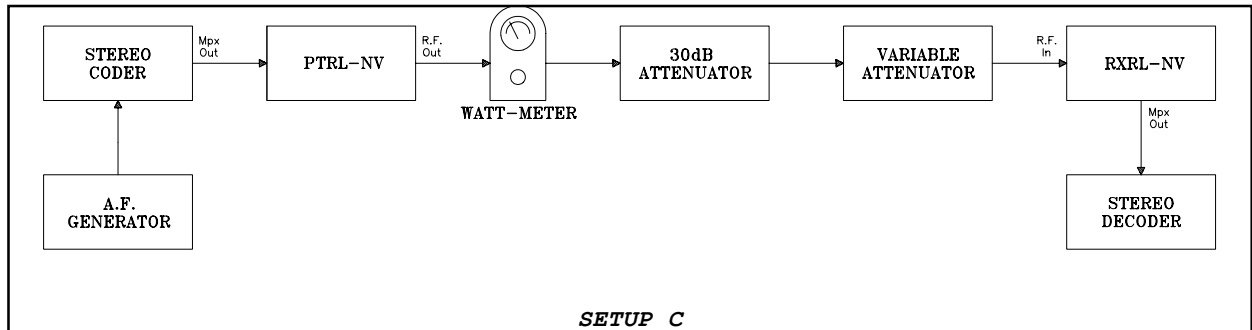 STEREO
CODER
Mpx
Out
PTRL-NV
R.F.
Out
WATT-METER
30dB
ATTENUATOR
VARIABLE
ATTENUATOR
R.F.
In
RXRL-NV
Mpx
Out
A.F.
GENERATOR
STEREO
DECODER
SETUP C